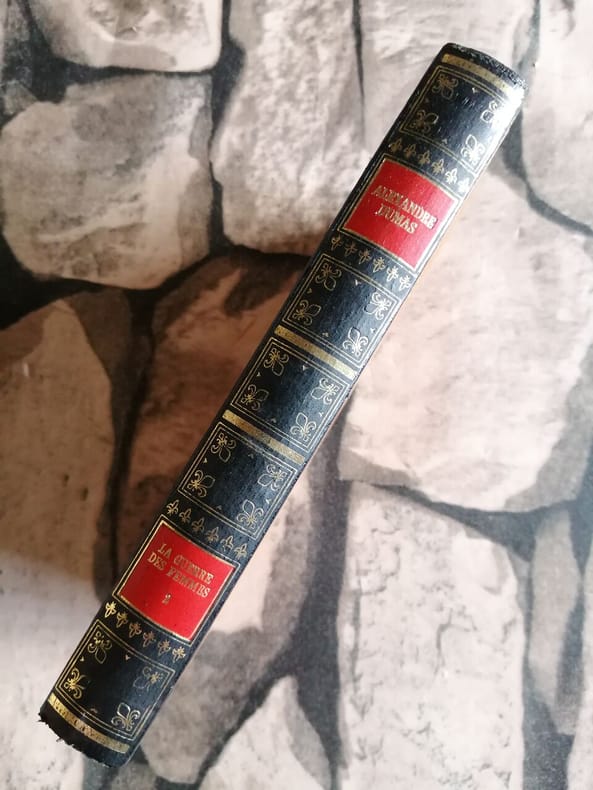 ALEXANDRE
DUMAS
LA GUERRE
DES FEMMES
2